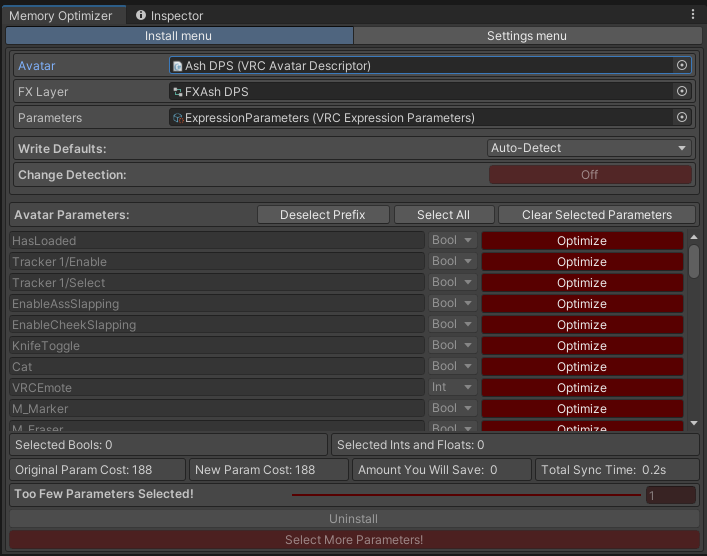 Memory Optimizer Inspector
Install menu Settings menu
Avatar Ash DPS (VRC Avatar Descriptor)
FX Layer FXAsh DPS
Parameters ExpressionParameters (VRC Expression Parameters)
Write Defaults: Auto-Detect
Change Detection: Off
Avatar Parameters: Deselect Prefix Select All Clear Selected Parameters
HasLoaded Bool Optimize
Tracker 1/Enable Bool Optimize
Tracker 1/Select Bool Optimize
EnableAssSlapping Bool Optimize
EnableCheekSlapping Bool Optimize
KnifeToggle Bool Optimize
Cat Bool Optimize
VRCEmote Int Optimize
M_Marker Bool Optimize
M_Eraser Bool Optimize
Selected Bools: 0 Selected Ints and Floats: 0
Original Param Cost: 188 New Param Cost: 188 Amount You Will Save: 0 Total Sync Time: 0.2s
Too Few Parameters Selected! 1
Uninstall
Select More Parameters!